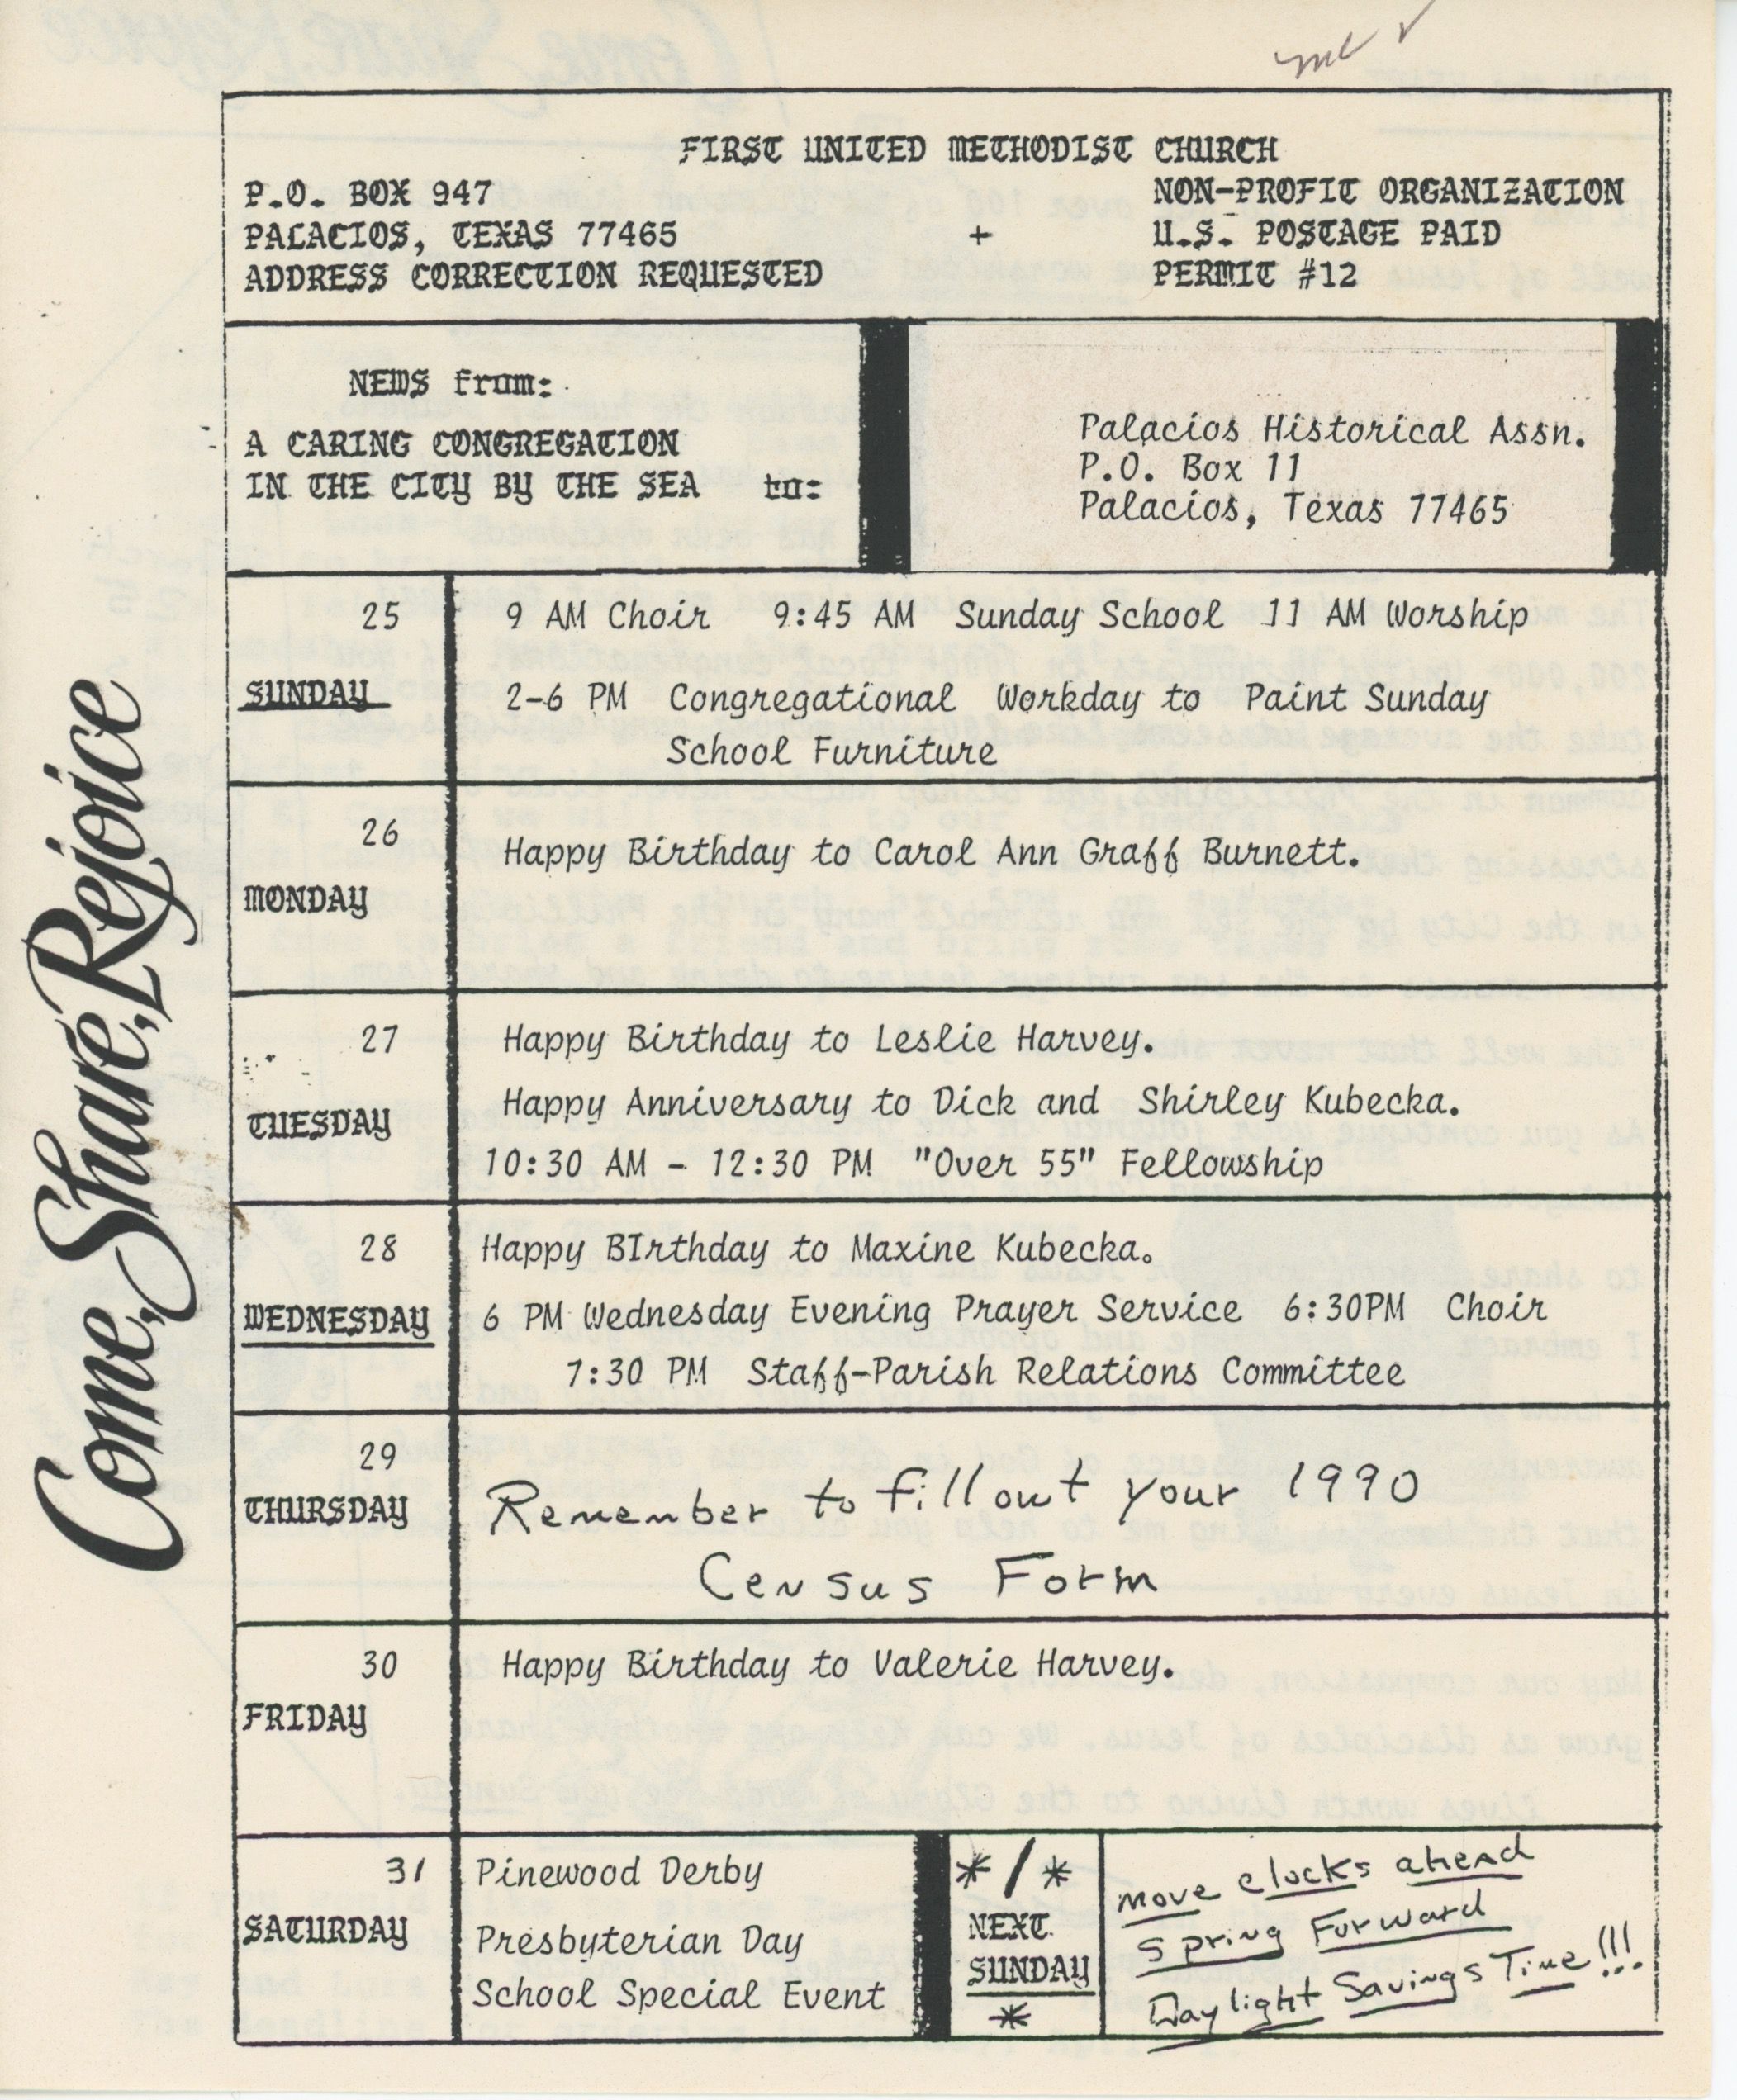 FIRST UNITED METHODIST CHURCH
P.O. BOX 947
NON-PROFIT ORGANIZATION
PALACIOS, TEXAS 77465
+
U.S. POSTAGE PAID
ADDRESS CORRECTION REQUESTED
PERMIT #12
NEWS from:
A CARING CONGREGATION
IN THE CITY BY THE SEA to:
Palacios Historical Assn.
P.O. Box 11
Palacios, Texas 77465
Come, Share, Rejoice
25
SUNDAY
9 AM Choir 9:45 AM Sunday School 11 AM Worship
2-6 PM Congregational Workday to Paint Sunday
School Furniture
26
MONDAY
Happy Birthday to Carol Ann Graff Burnett.
27
TUESDAY
Happy Birthday to Leslie Harvey.
Happy Anniversary to Dick and Shirley Kubecka.
10:30 AM - 12:30 PM "Over 55" Fellowship
28
WEDNESDAY
Happy BIrthday to Maxine Kubecka.
6 PM Wednesday Evening Prayer Service 6:30PM Choir
7:30 PM Staff-Parish Relations Committee
29
THURSDAY
Remember to fill out your 1990
Census Form
30
FRIDAY
Happy Birthday to Valerie Harvey.
31
SATURDAY
Pinewood Derby
Presbyterian Day
School Special Event
*/*
NEXT
SUNDAY
*
move clocks ahead
Spring Forward
Daylight Savings Time!!!